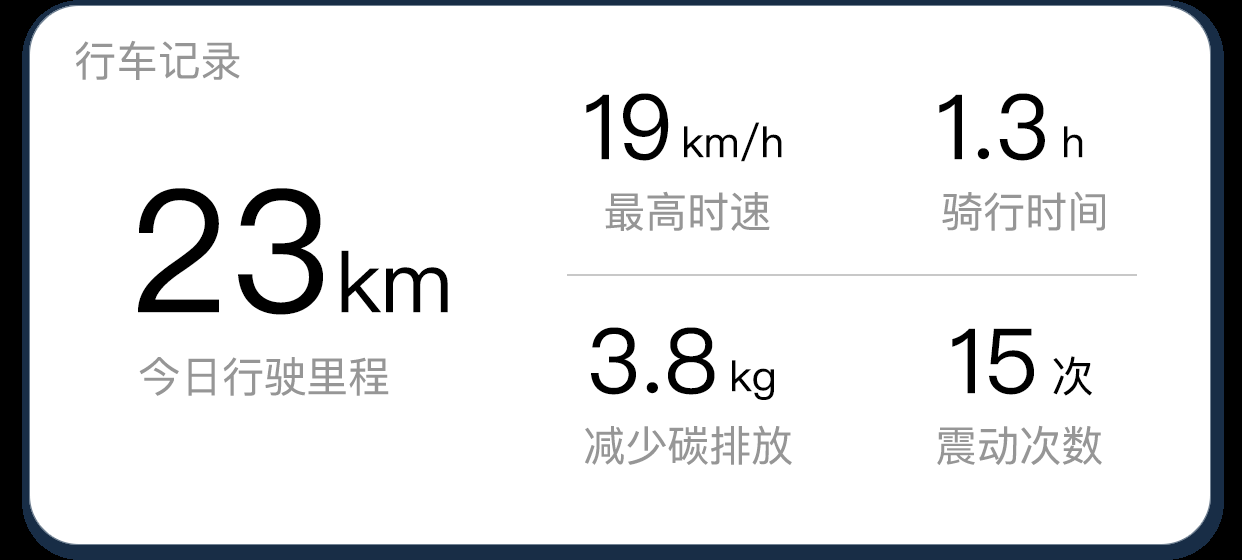 行车记录
23km
今日行驶里程
19 km/h
最高时速
1.3 h
骑行时间
3.8 kg
减少碳排放
15 次
震动次数